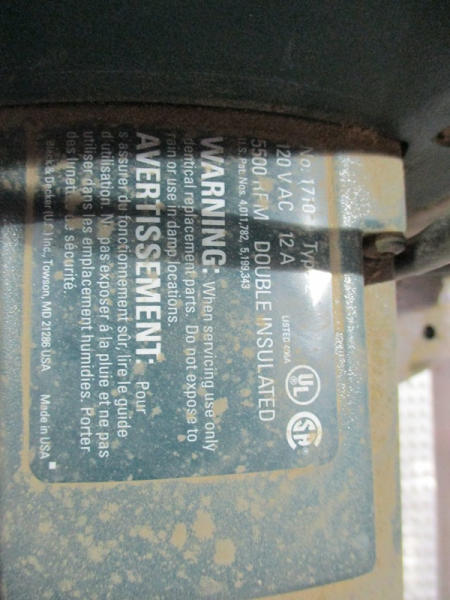 No. 1710 Typ
120 V AC 12 A
5500 RPM DOUBLE INSULATED
U.S. Pat. Nos. 4,011,782, 5,199,343
LISTED
UL
SA
WARNING: When servicing use only
identical replacement parts. Do not expose to
rain or use in damp locations.
AVERTISSEMENT: Pour
s'assurer du fonctionnement sûr, lire le guide
d'utilisation. N' pas exposer à la pluie et ne pas
utiliser dans les emplacements humides. Porter
des lunettes de sécurité.
Black & Decker (U.S.) Inc., Towson, MD 21286 USA Made in USA